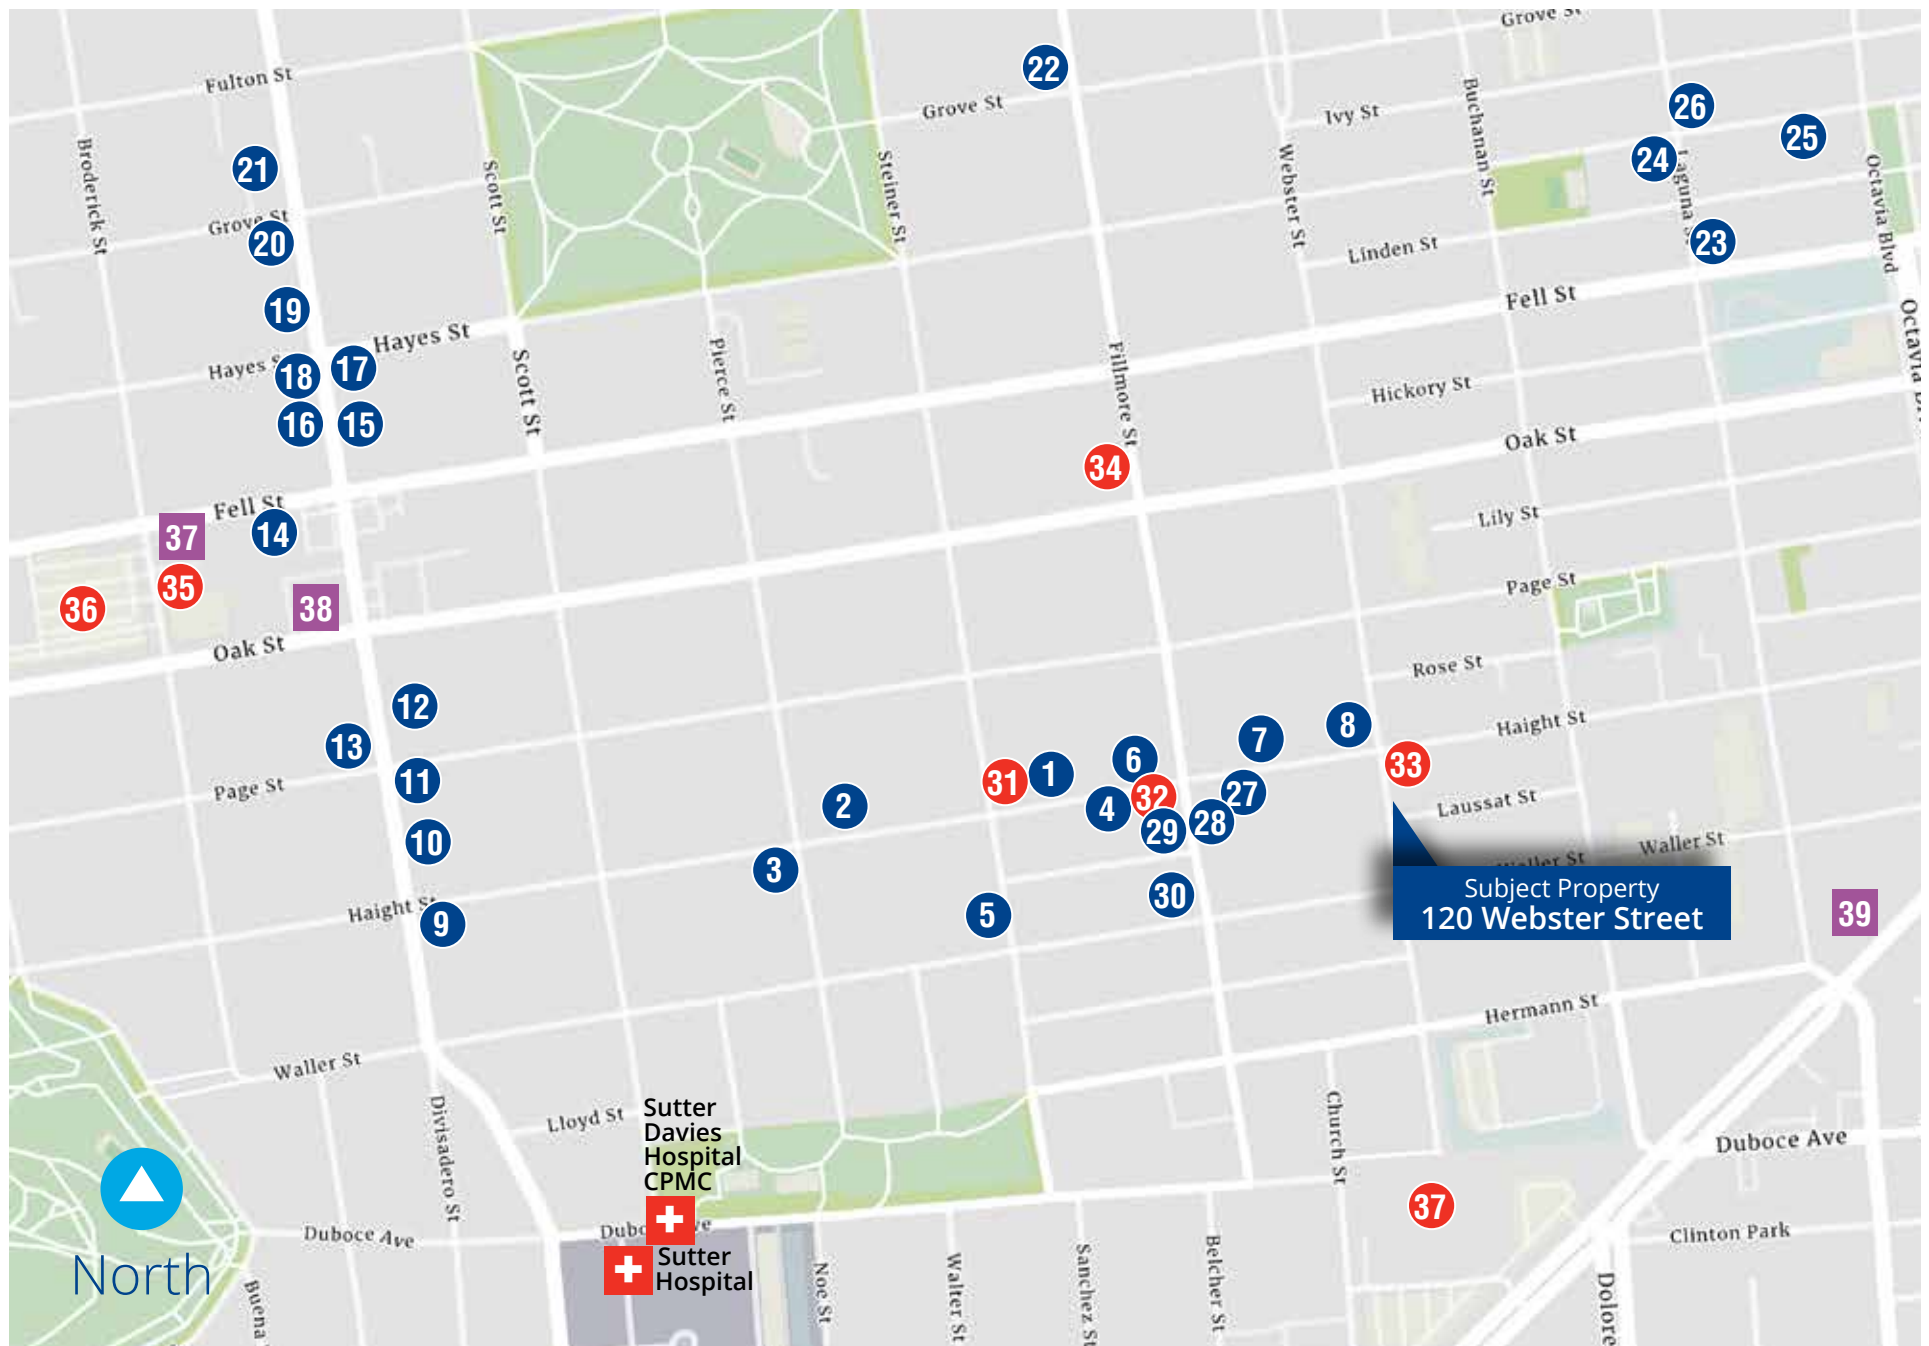 Grove St
Fulton St
22
Grove St
Ivy St
Buchanan St
26
25
Broderick St
21
Scott St
Steiner St
Webster St
24
Laguna
Octavia Blvd
Grove St
20
Linden St
23
19
Fell St
Hayes St
Hayes S
18
17
Pierce St
Fillmore St
Scott St
Hickory St
16
15
Oak St
34
Fell St
37
14
Lily St
35
36
38
Page St
Oak St
Rose St
12
13
Haight St
8
7
6
33
31
1
11
Page St
32
27
4
2
Laussat St
28
29
10
Waller St
Waller St
3
Subject Property
120 Webster Street
30
Haight St
9
5
39
Hermann St
Waller St
Divisadero St
Lloyd St
Sutter
Davies
Hospital
CPMC
Church St
Duboce Ave
37
Duboce Ave
North
Sutter
Hospital
Clinton Park
Buena
Noe St
Walter St
Sanchez St
Belcher St
Dolore